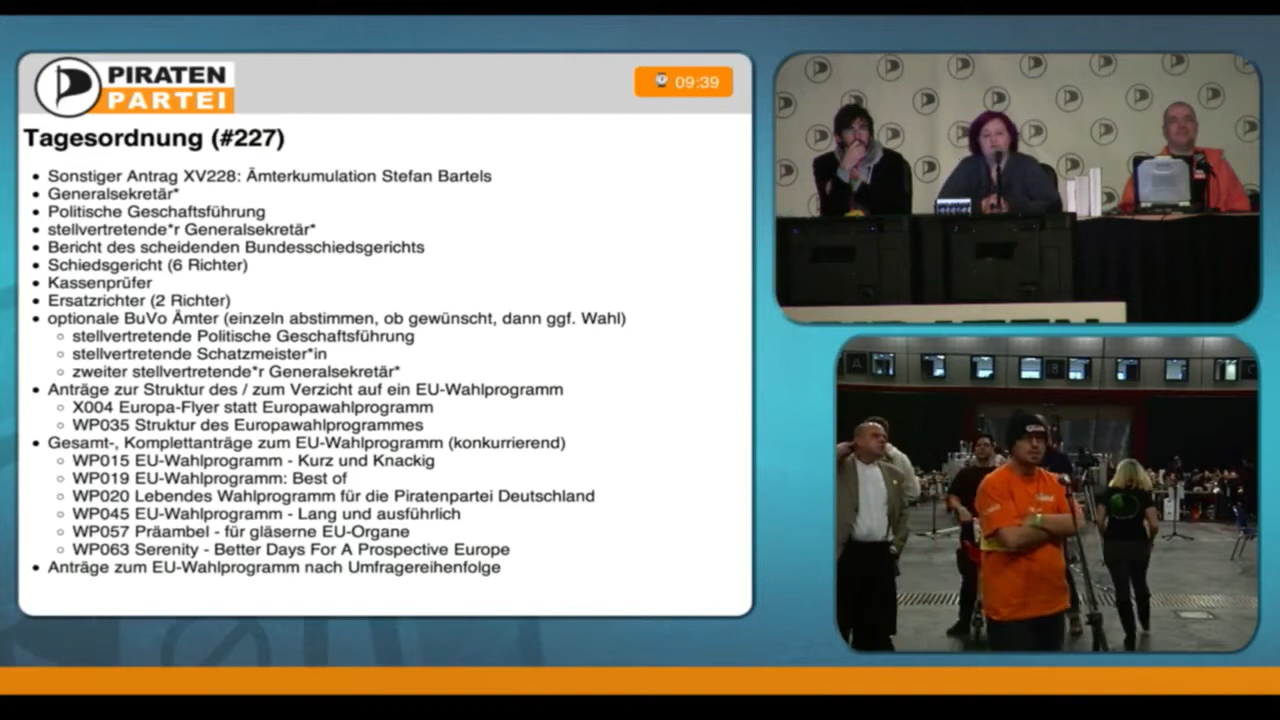 PIRATEN
PARTEI
09:39
Tagesordnung (#227)
• Sonstiger Antrag XV228: Ämterkumulation Stefan Bartels
• Generalsekretär*
• Politische Geschaftsführung
• stellvertretende*r Generalsekretär*
• Bericht des scheidenden Bundesschiedsgerichts
• Schiedsgericht (6 Richter)
• Kassenprüfer
• Ersatzrichter (2 Richter)
• optionale BuVo Ämter (einzeln abstimmen, ob gewünscht, dann ggf. Wahl)
◦ stellvertretende Politische Geschaftsführung
◦ stellvertretende Schatzmeister*in
◦ zweiter stellvertretende*r Generalsekretär*
• Anträge zur Struktur des / zum Verzicht auf ein EU-Wahlprogramm
◦ X004 Europa-Flyer statt Europawahlprogramm
◦ WP035 Struktur des Europawahlprogrammes
• Gesamt-, Komplettanträge zum EU-Wahlprogramm (konkurrierend)
◦ WP015 EU-Wahlprogramm - Kurz und Knackig
◦ WP019 EU-Wahlprogramm: Best of
◦ WP020 Lebendes Wahlprogramm für die Piratenpartei Deutschland
◦ WP045 EU-Wahlprogramm - Lang und ausführlich
◦ WP057 Präambel - für gläserne EU-Organe
◦ WP063 Serenity - Better Days For A Prospective Europe
• Anträge zum EU-Wahlprogramm nach Umfragereihenfolge